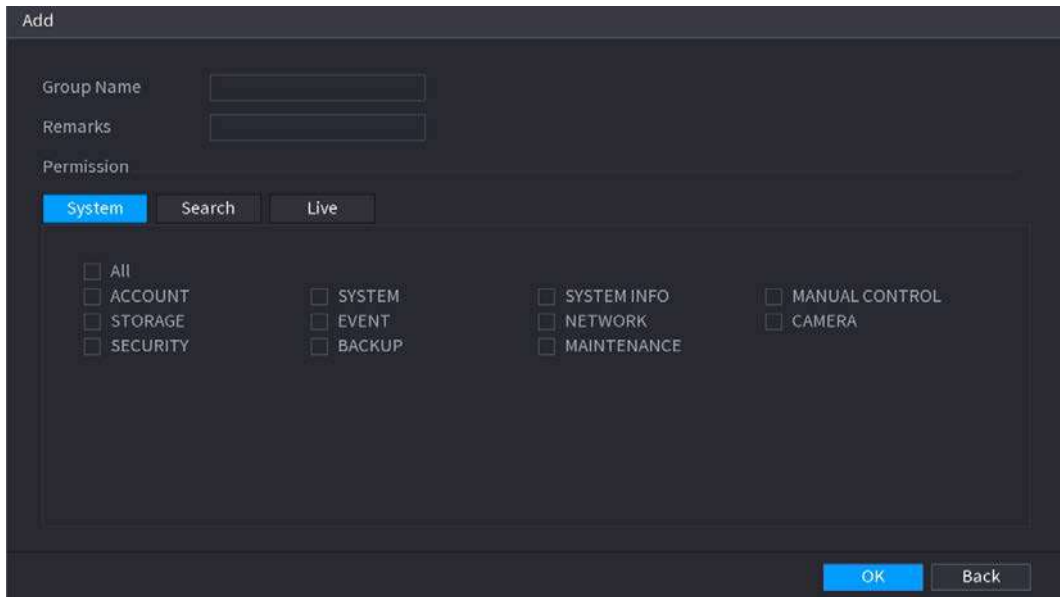 Add
Group Name
Remarks
Permission
System Search Live
All
ACCOUNT SYSTEM SYSTEM INFO MANUAL CONTROL
STORAGE EVENT NETWORK CAMERA
SECURITY BACKUP MAINTENANCE
OK Back